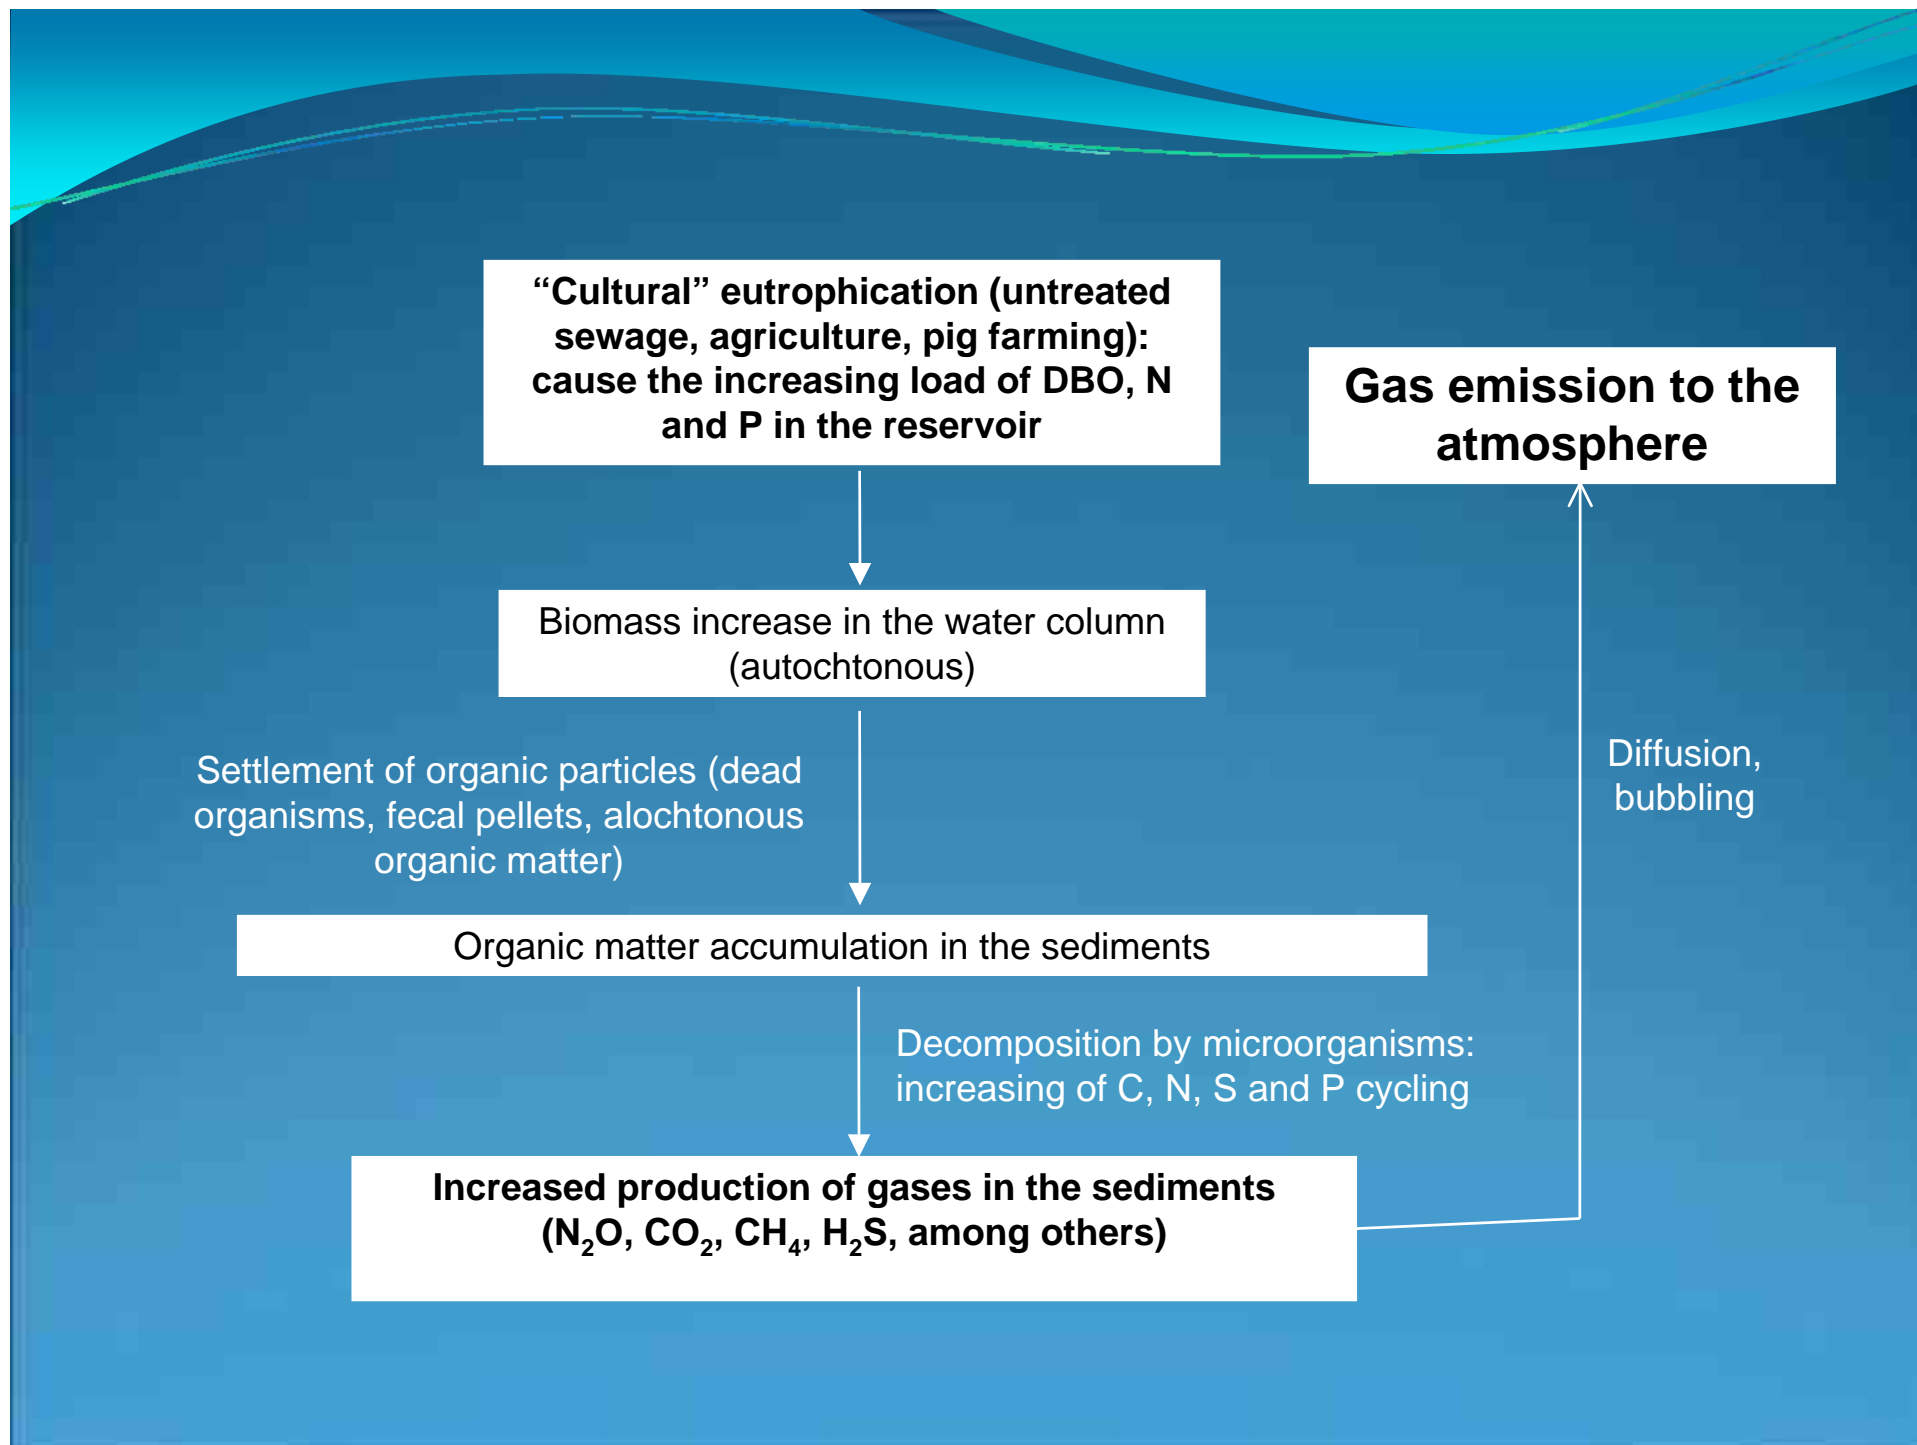 “Cultural” eutrophication (untreated
sewage, agriculture, pig farming):
cause the increasing load of DBO, N
and P in the reservoir
Gas emission to the
atmosphere
Biomass increase in the water column
(autochtonous)
Settlement of organic particles (dead
organisms, fecal pellets, alochtonous
organic matter)
Diffusion,
bubbling
Organic matter accumulation in the sediments
Decomposition by microorganisms:
increasing of C, N, S and P cycling
Increased production of gases in the sediments
(N₂O, CO₂, CH₄, H₂S, among others)